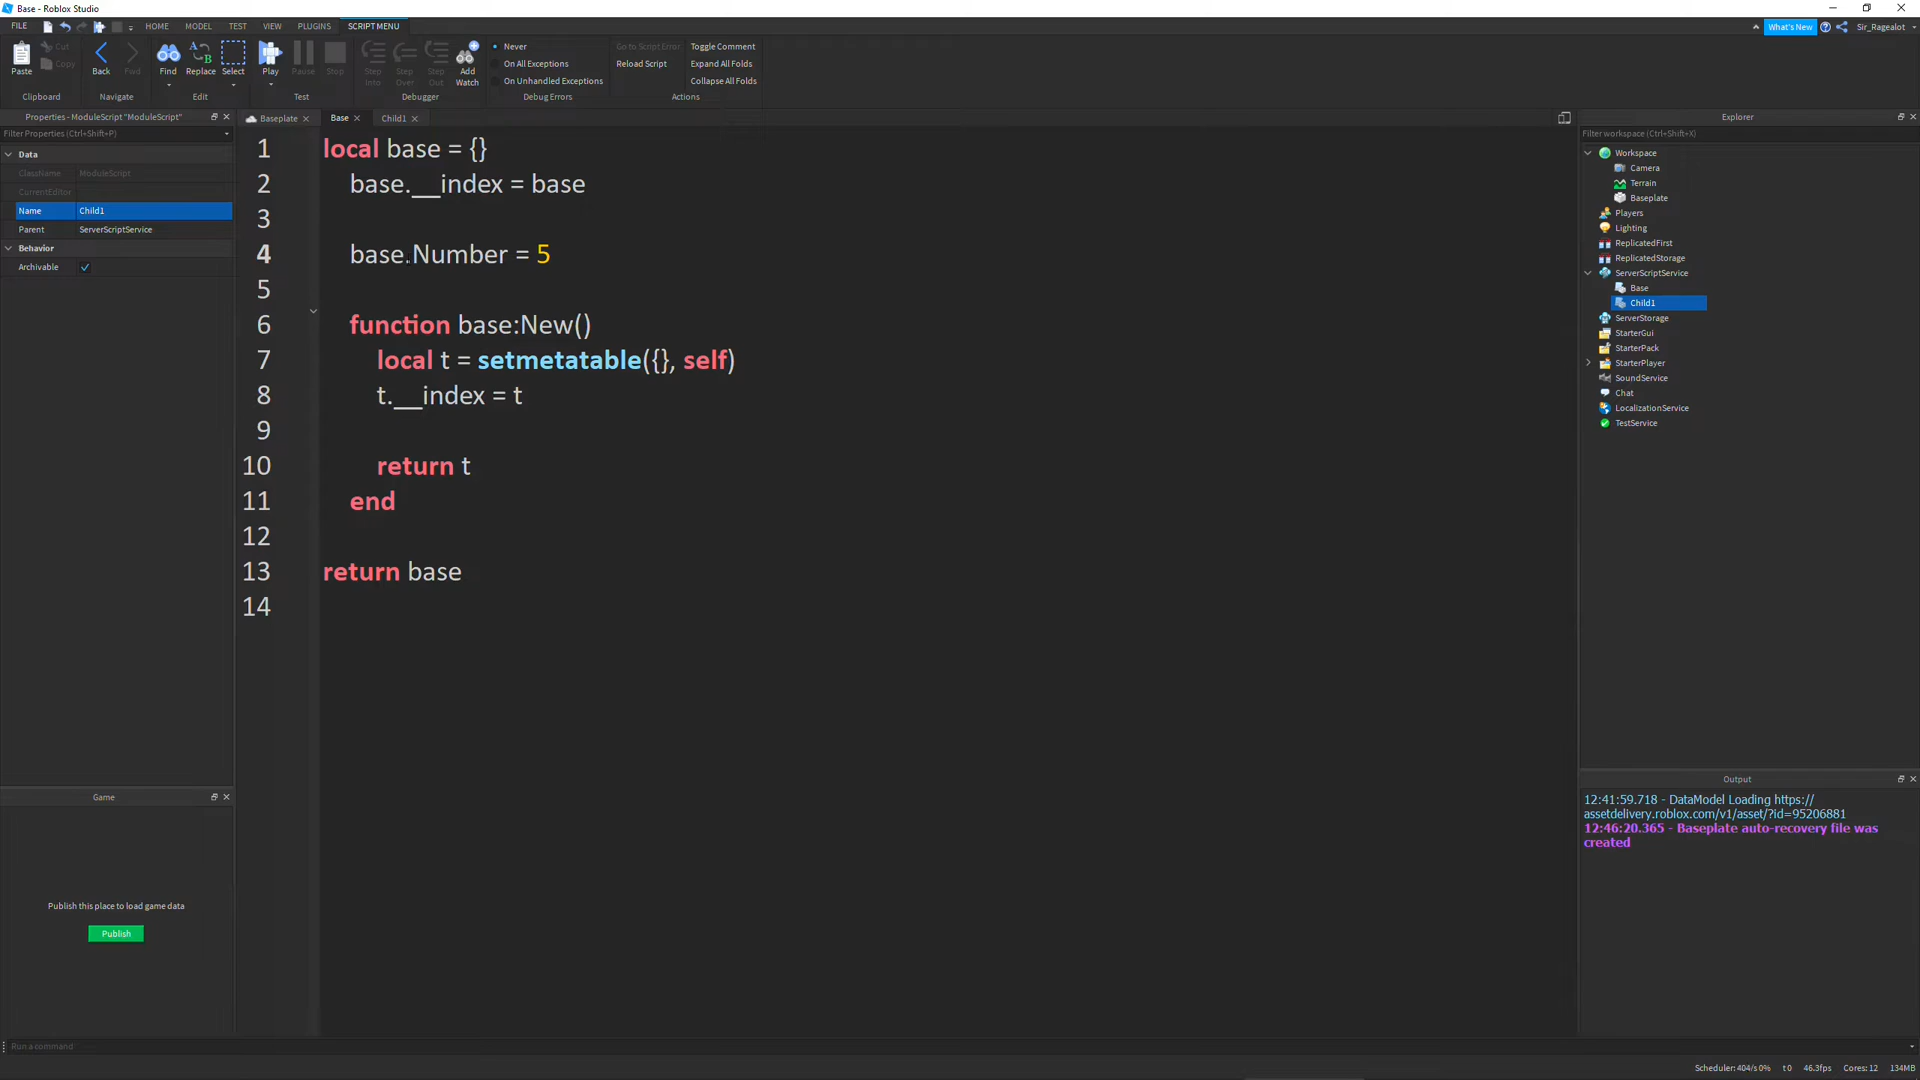 Base - Roblox Studio
FILE HOME MODEL TEST VIEW PLUGINS SCRIPT MENU
What's New Sir_Ragealot
Paste Cut Copy
Back Fwd
Find Replace Select
Play Pause Stop
Step Into Step Over Step Out Add Watch
Never
On All Exceptions
On Unhandled Exceptions
Go to Script Error
Reload Script
Toggle Comment
Expand All Folds
Collapse All Folds
Clipboard Navigate Edit Test Debugger Debug Errors Actions
Properties - ModuleScript "ModuleScript"
Filter Properties (Ctrl+Shift+P)
Data
ClassName ModuleScript
CurrentEditor
Name Child1
Parent ServerScriptService
Behavior
Archivable
Game
Publish this place to load game data
Publish
Baseplate Base Child1
1 local base = {}
2 base.__index = base
3
4 base.Number = 5
5
6 function base:New()
7 local t = setmetatable({}, self)
8 t.__index = t
9
10 return t
11 end
12
13 return base
14
Explorer
Filter workspace (Ctrl+Shift+X)
Workspace
Camera
Terrain
Baseplate
Players
Lighting
ReplicatedFirst
ReplicatedStorage
ServerScriptService
Base
Child1
ServerStorage
StarterGui
StarterPack
StarterPlayer
SoundService
Chat
LocalizationService
TestService
Output
12:41:59.718 - DataModel Loading https://
assetdelivery.roblox.com/v1/asset/?id=95206881
12:46:20.365 - Baseplate auto-recovery file was
created
Run a command
Scheduler: 404/s 0% t 0 46.3fps Cores: 12 134MB